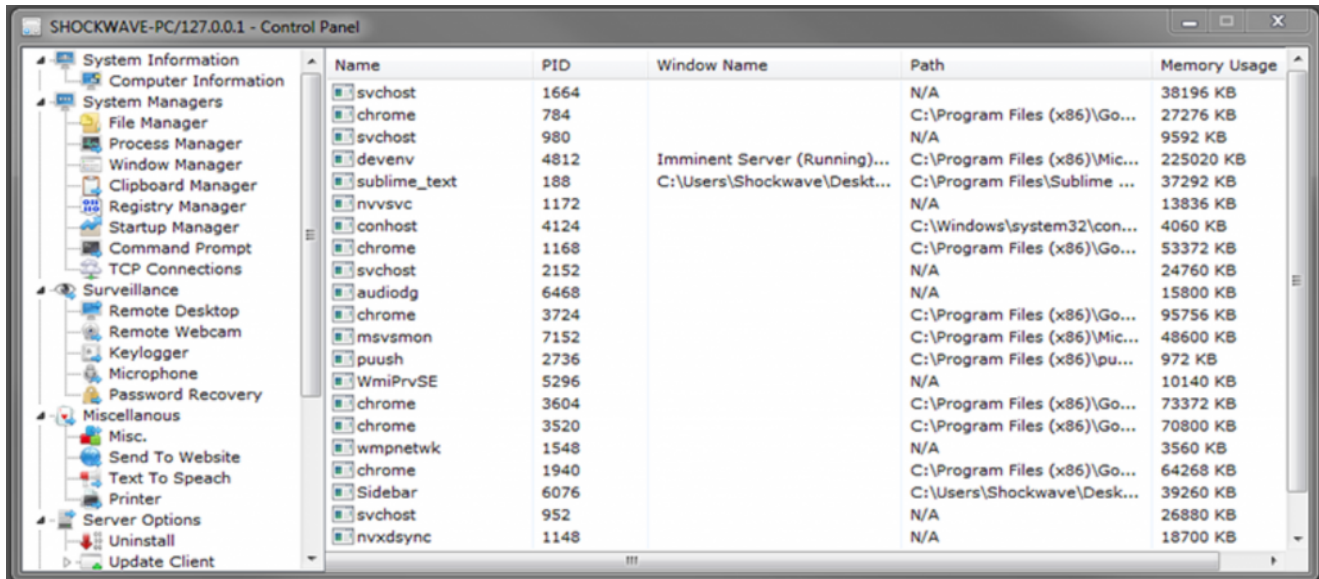 SHOCKWAVE-PC/127.0.0.1 - Control Panel
System Information
Computer Information
System Managers
File Manager
Process Manager
Window Manager
Clipboard Manager
Registry Manager
Startup Manager
Command Prompt
TCP Connections
Surveillance
Remote Desktop
Remote Webcam
Keylogger
Microphone
Password Recovery
Miscellanous
Misc.
Send To Website
Text To Speach
Printer
Server Options
Uninstall
Update Client
Name PID Window Name Path Memory Usage
svchost 1664 N/A 38196 KB
chrome 784 C:\Program Files (x86)\Go... 27276 KB
svchost 980 N/A 9592 KB
devenv 4812 Imminent Server (Running)... C:\Program Files (x86)\Mic... 225020 KB
sublime_text 188 C:\Users\Shockwave\Deskt... C:\Program Files\Sublime ... 37292 KB
nvvsvc 1172 N/A 13836 KB
conhost 4124 C:\Windows\system32\con... 4060 KB
chrome 1168 C:\Program Files (x86)\Go... 53372 KB
svchost 2152 N/A 24760 KB
audiodg 6468 N/A 15800 KB
chrome 3724 C:\Program Files (x86)\Go... 95756 KB
msvsmon 7152 C:\Program Files (x86)\Mic... 48600 KB
puush 2736 C:\Program Files (x86)\pu... 972 KB
WmiPrvSE 5296 N/A 10140 KB
chrome 3604 C:\Program Files (x86)\Go... 73372 KB
chrome 3520 C:\Program Files (x86)\Go... 70800 KB
wmpnetwk 1548 N/A 3560 KB
chrome 1940 C:\Program Files (x86)\Go... 64268 KB
Sidebar 6076 C:\Users\Shockwave\Desk... 39260 KB
svchost 952 N/A 26880 KB
nvxdsync 1148 N/A 18700 KB